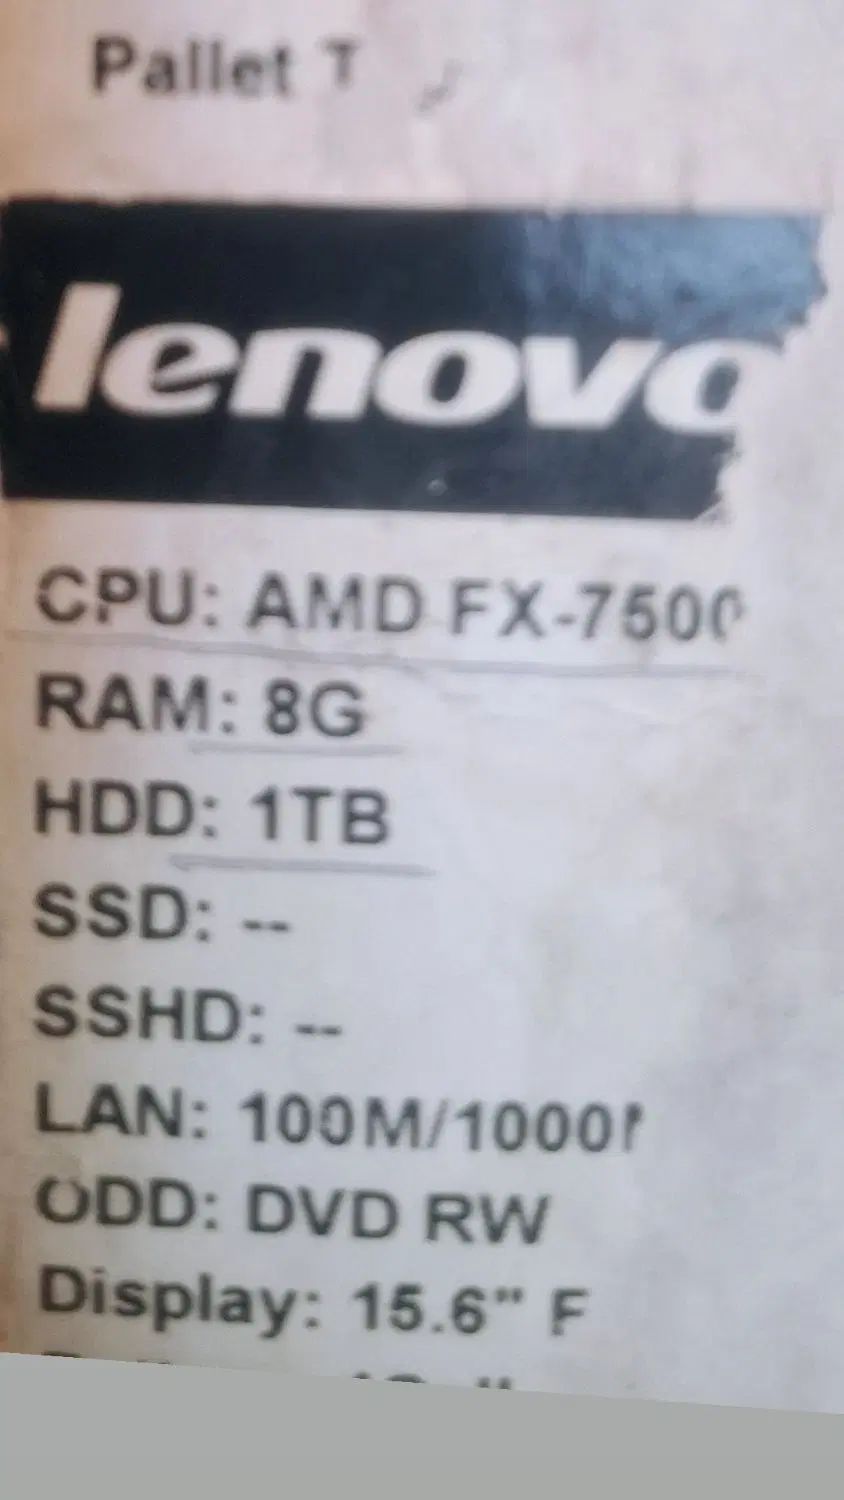 Pallet T
lenovo
CPU: AMD FX-7500
RAM: 8G
HDD: 1TB
SSD: --
SSHD: --
LAN: 100M/1000
ODD: DVD RW
Display: 15.6" F